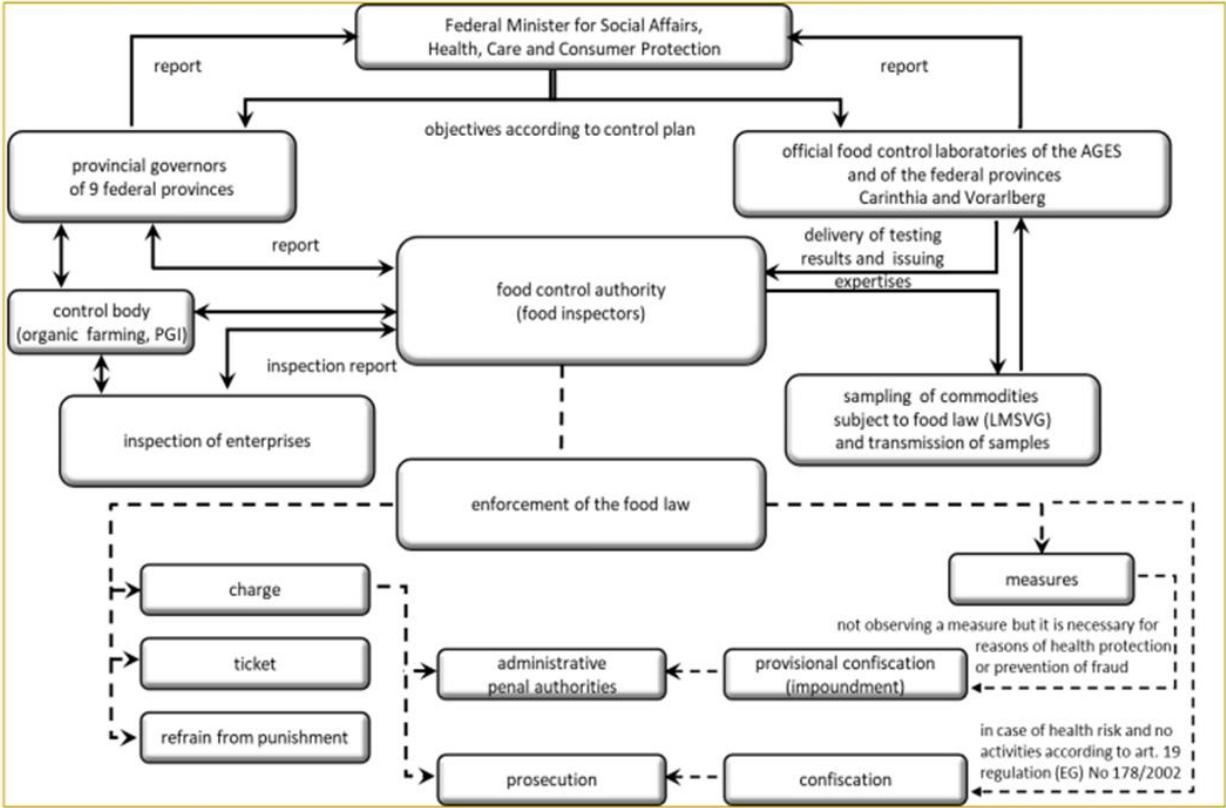 Federal Minister for Social Affairs,
Health, Care and Consumer Protection
report
report
objectives according to control plan
provincial governors
of 9 federal provinces
official food control laboratories of the AGES
and of the federal provinces
Carinthia and Vorarlberg
report
delivery of testing
results and issuing
expertises
food control authority
(food inspectors)
control body
(organic farming, PGI)
inspection report
sampling of commodities
subject to food law (LMSVG)
and transmission of samples
inspection of enterprises
enforcement of the food law
measures
charge
not observing a measure but it is necessary for
reasons of health protection
or prevention of fraud
ticket
administrative
penal authorities
provisional confiscation
(impoundment)
refrain from punishment
in case of health risk and no
activities according to art. 19
regulation (EG) No 178/2002
prosecution
confiscation